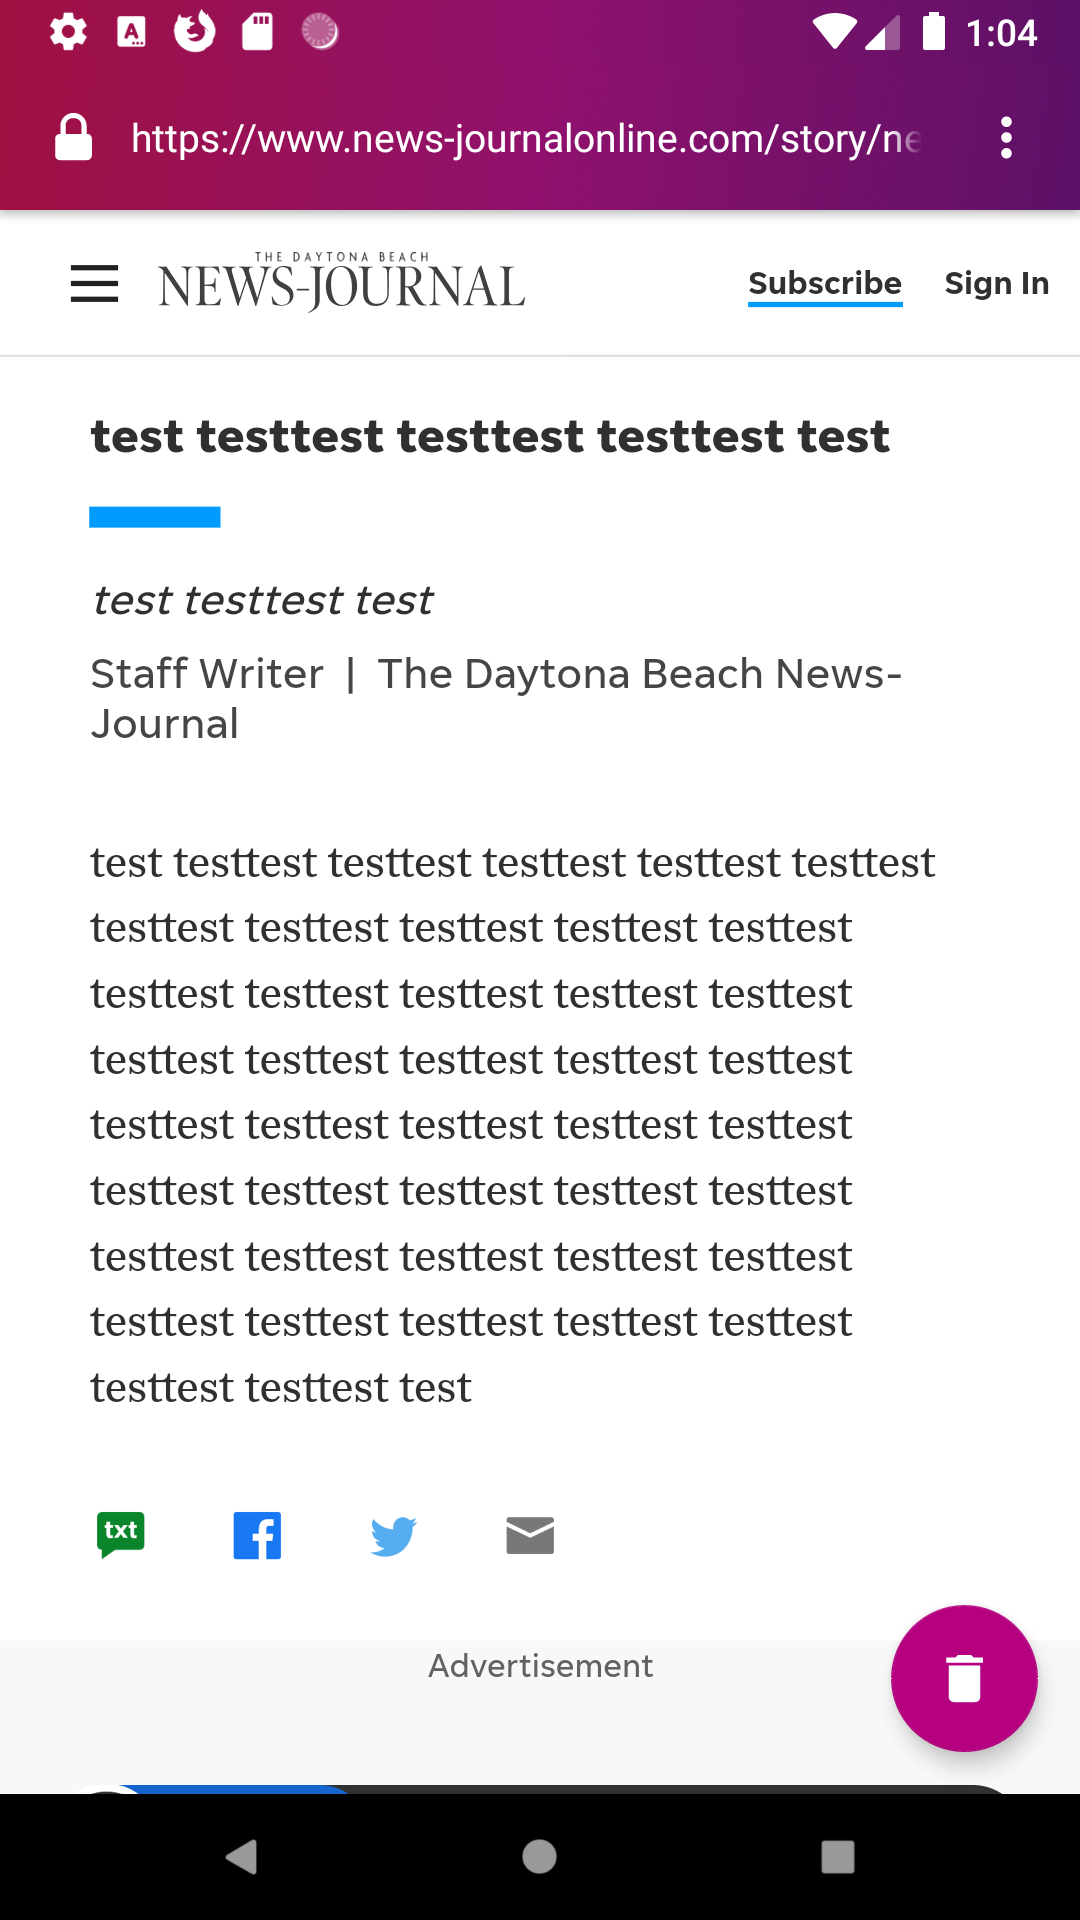 A
1:04
https://www.news-journalonline.com/story/ne
THE DAYTONA BEACH
NEWS-JOURNAL
Subscribe
Sign In
test testtest testtest testtest test
test testtest test
Staff Writer | The Daytona Beach News-
Journal
test testtest testtest testtest testtest testtest
testtest testtest testtest testtest testtest
testtest testtest testtest testtest testtest
testtest testtest testtest testtest testtest
testtest testtest testtest testtest testtest
testtest testtest testtest testtest testtest
testtest testtest testtest testtest testtest
testtest testtest testtest testtest testtest
testtest testtest test
txt
Advertisement